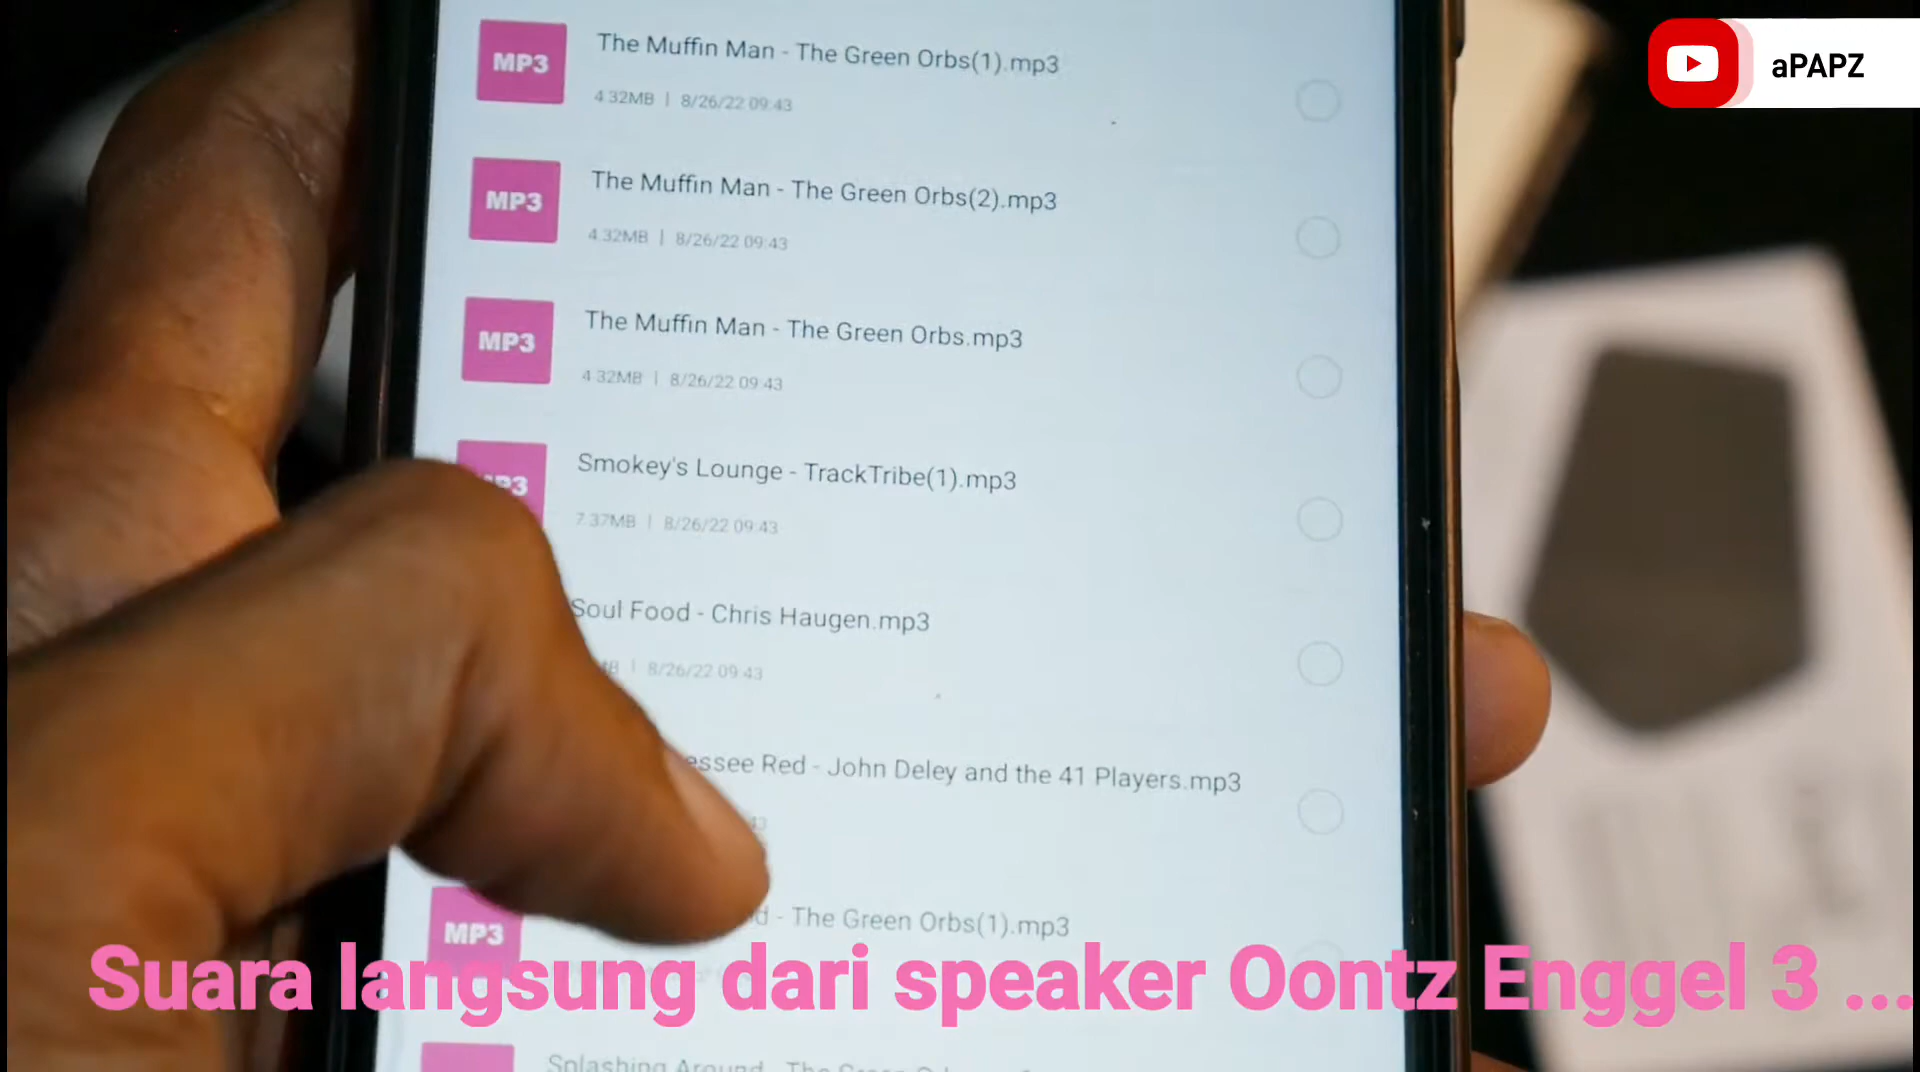 aPAPZ
MP3
The Muffin Man - The Green Orbs(1).mp3
4.32MB | 8/26/22 09:43
MP3
The Muffin Man - The Green Orbs(2).mp3
4.32MB | 8/26/22 09:43
MP3
The Muffin Man - The Green Orbs.mp3
4.32MB | 8/26/22 09:43
Smokey's Lounge - TrackTribe(1).mp3
7.37MB | 8/26/22 09:43
Soul Food - Chris Haugen.mp3
8/26/22 09:43
Red - John Deley and the 41 Players.mp3
MP3
- The Green Orbs(1).mp3
Suara langsung dari speaker Oontz Enggel 3 ...
Splashing Around - The Green